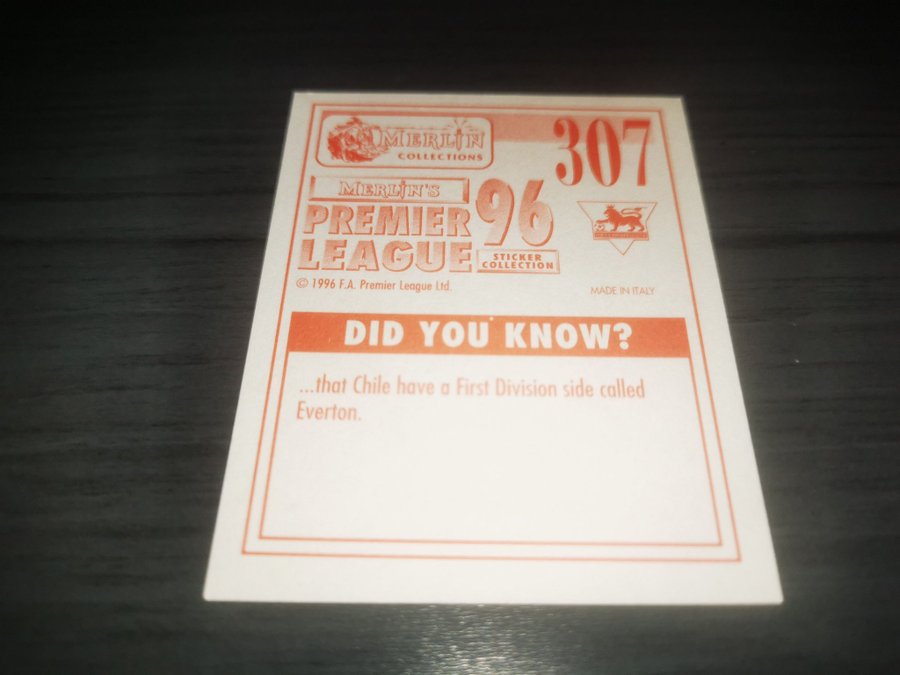 MERLIN
COLLECTIONS
307
MERLIN'S
PREMIER
LEAGUE
96
STICKER
COLLECTION
© 1996 F.A. Premier League Ltd.
MADE IN ITALY
DID YOU KNOW?
...that Chile have a First Division side called
Everton.